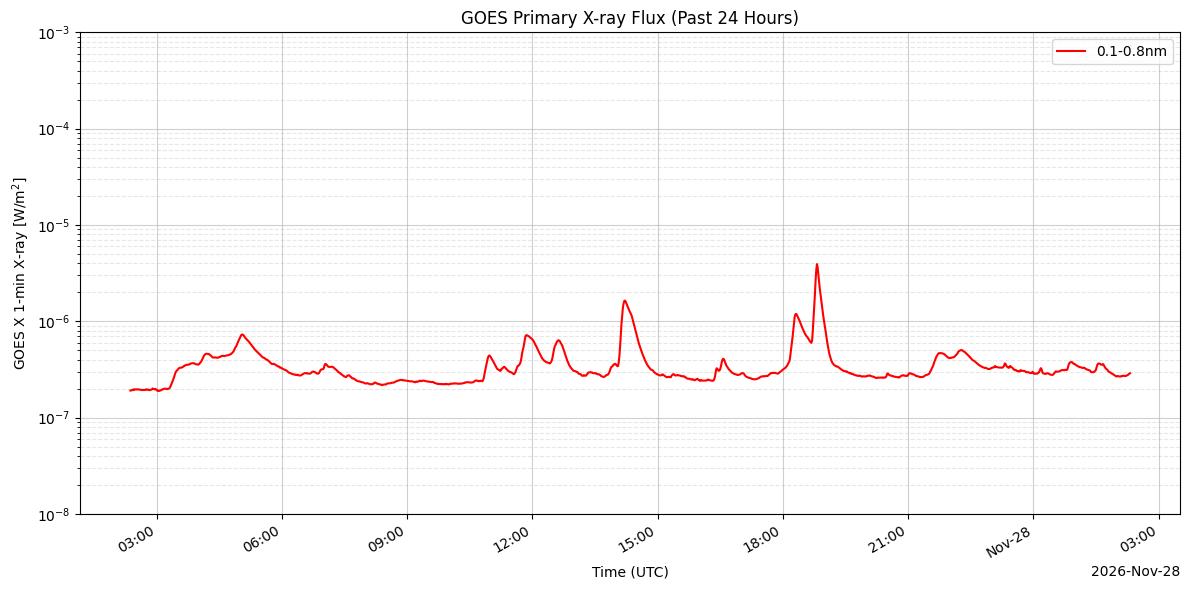 GOES Primary X-ray Flux (Past 24 Hours)
0.1-0.8nm
GOES X 1-min X-ray [W/m²]
10⁻³
10⁻⁴
10⁻⁵
10⁻⁶
10⁻⁷
10⁻⁸
03:00
06:00
09:00
12:00
15:00
18:00
21:00
Nov-28
03:00
Time (UTC)
2026-Nov-28